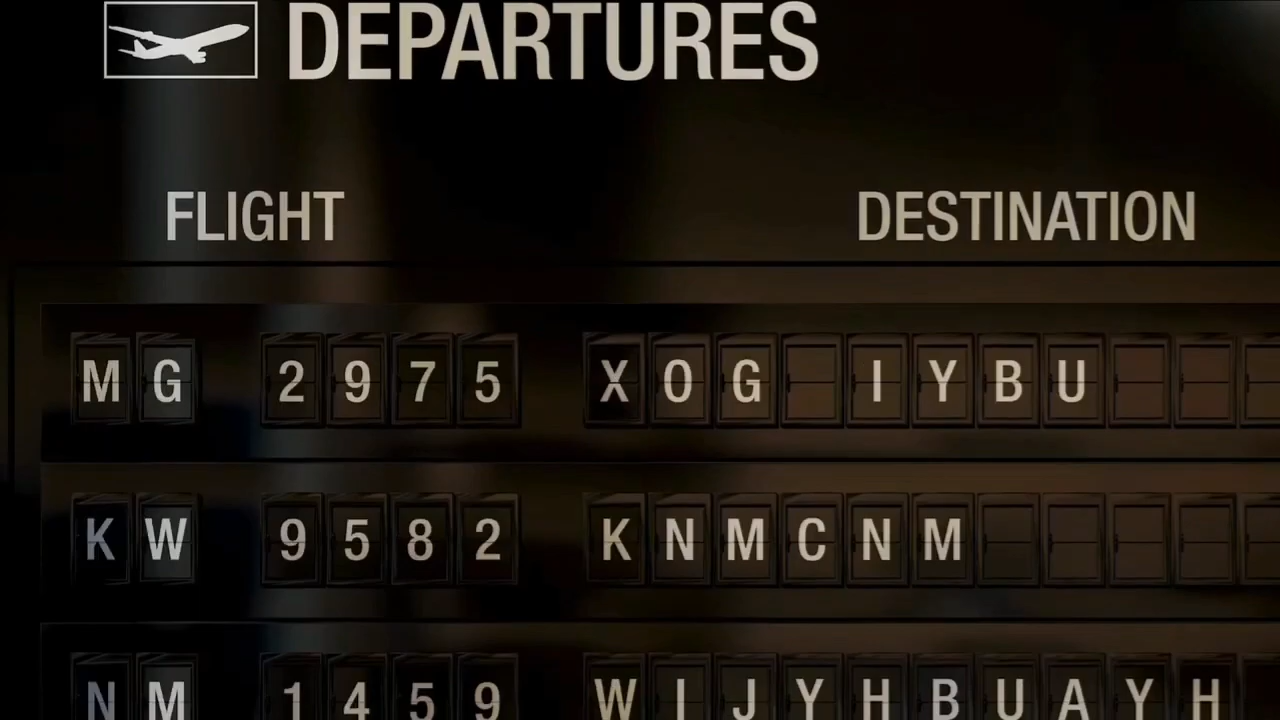 DEPARTURES
FLIGHT DESTINATION
MG 2975 XOG IYBU
KW 9582 KNMCNM
NM 1459 WIJYHBUAYH